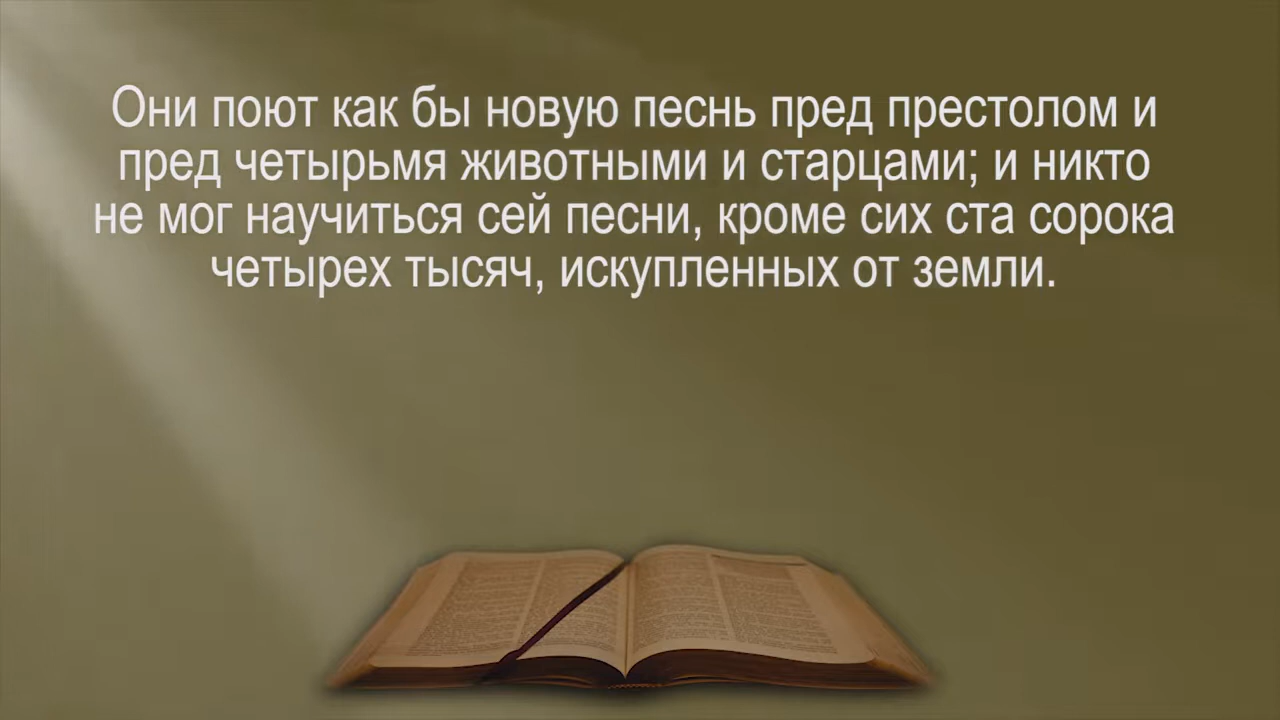 Они поют как бы новую песнь пред престолом и
пред четырьмя животными и старцами; и никто
не мог научиться сей песни, кроме сих ста сорока
четырех тысяч, искупленных от земли.